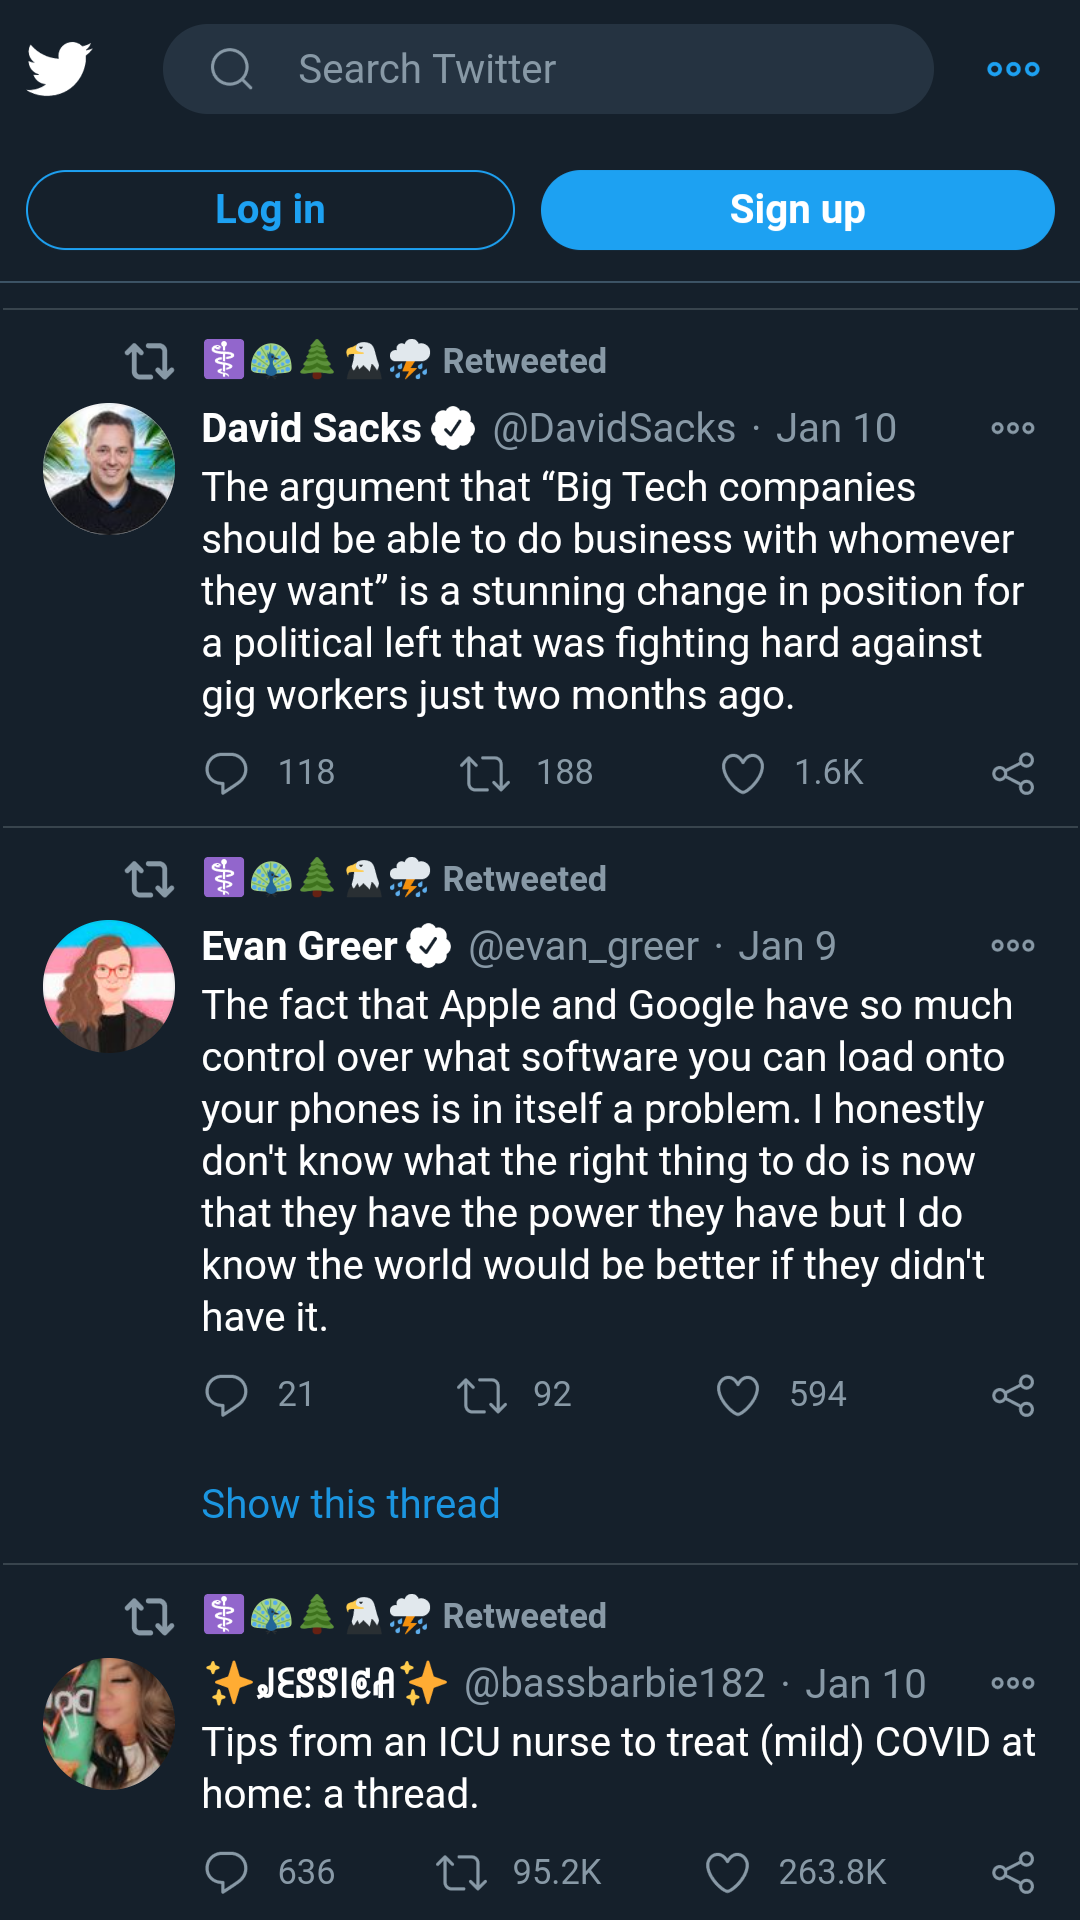 Search Twitter
Log in
Sign up
⚕️🦚🌲🦅⛈️ Retweeted
David Sacks @DavidSacks · Jan 10
The argument that “Big Tech companies
should be able to do business with whomever
they want” is a stunning change in position for
a political left that was fighting hard against
gig workers just two months ago.
118 188 1.6K
⚕️🦚🌲🦅⛈️ Retweeted
Evan Greer @evan_greer · Jan 9
The fact that Apple and Google have so much
control over what software you can load onto
your phones is in itself a problem. I honestly
don't know what the right thing to do is now
that they have the power they have but I do
know the world would be better if they didn't
have it.
21 92 594
Show this thread
⚕️🦚🌲🦅⛈️ Retweeted
✨JESSICA✨ @bassbarbie182 · Jan 10
Tips from an ICU nurse to treat (mild) COVID at
home: a thread.
636 95.2K 263.8K